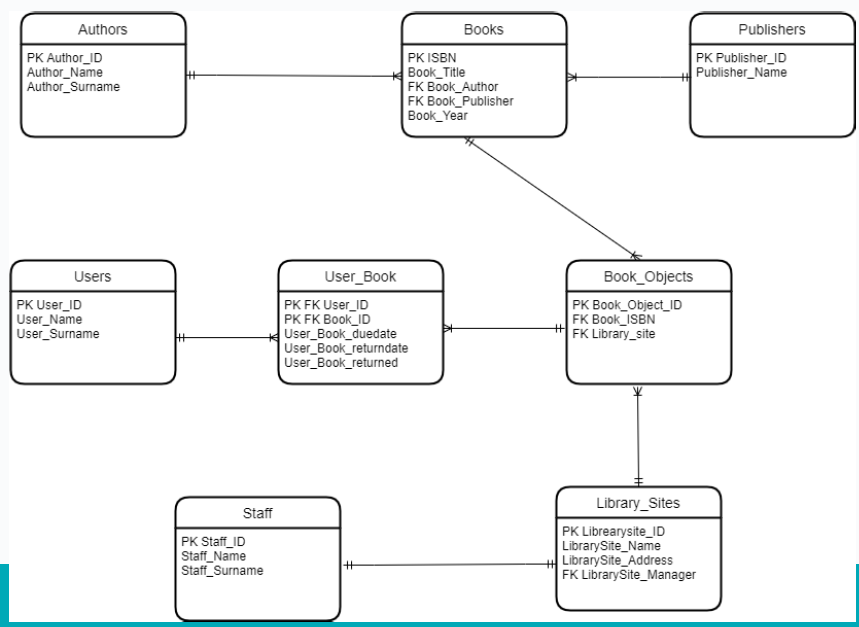 Authors
PK Author_ID
Author_Name
Author_Surname
Books
PK ISBN
Book_Title
FK Book_Author
FK Book_Publisher
Book_Year
Publishers
PK Publisher_ID
Publisher_Name
Users
PK User_ID
User_Name
User_Surname
User_Book
PK FK User_ID
PK FK Book_ID
User_Book_duedate
User_Book_returndate
User_Book_returned
Book_Objects
PK Book_Object_ID
FK Book_ISBN
FK Library_site
Staff
PK Staff_ID
Staff_Name
Staff_Surname
Library_Sites
PK Librearysite_ID
LibrarySite_Name
LibrarySite_Address
FK LibrarySite_Manager